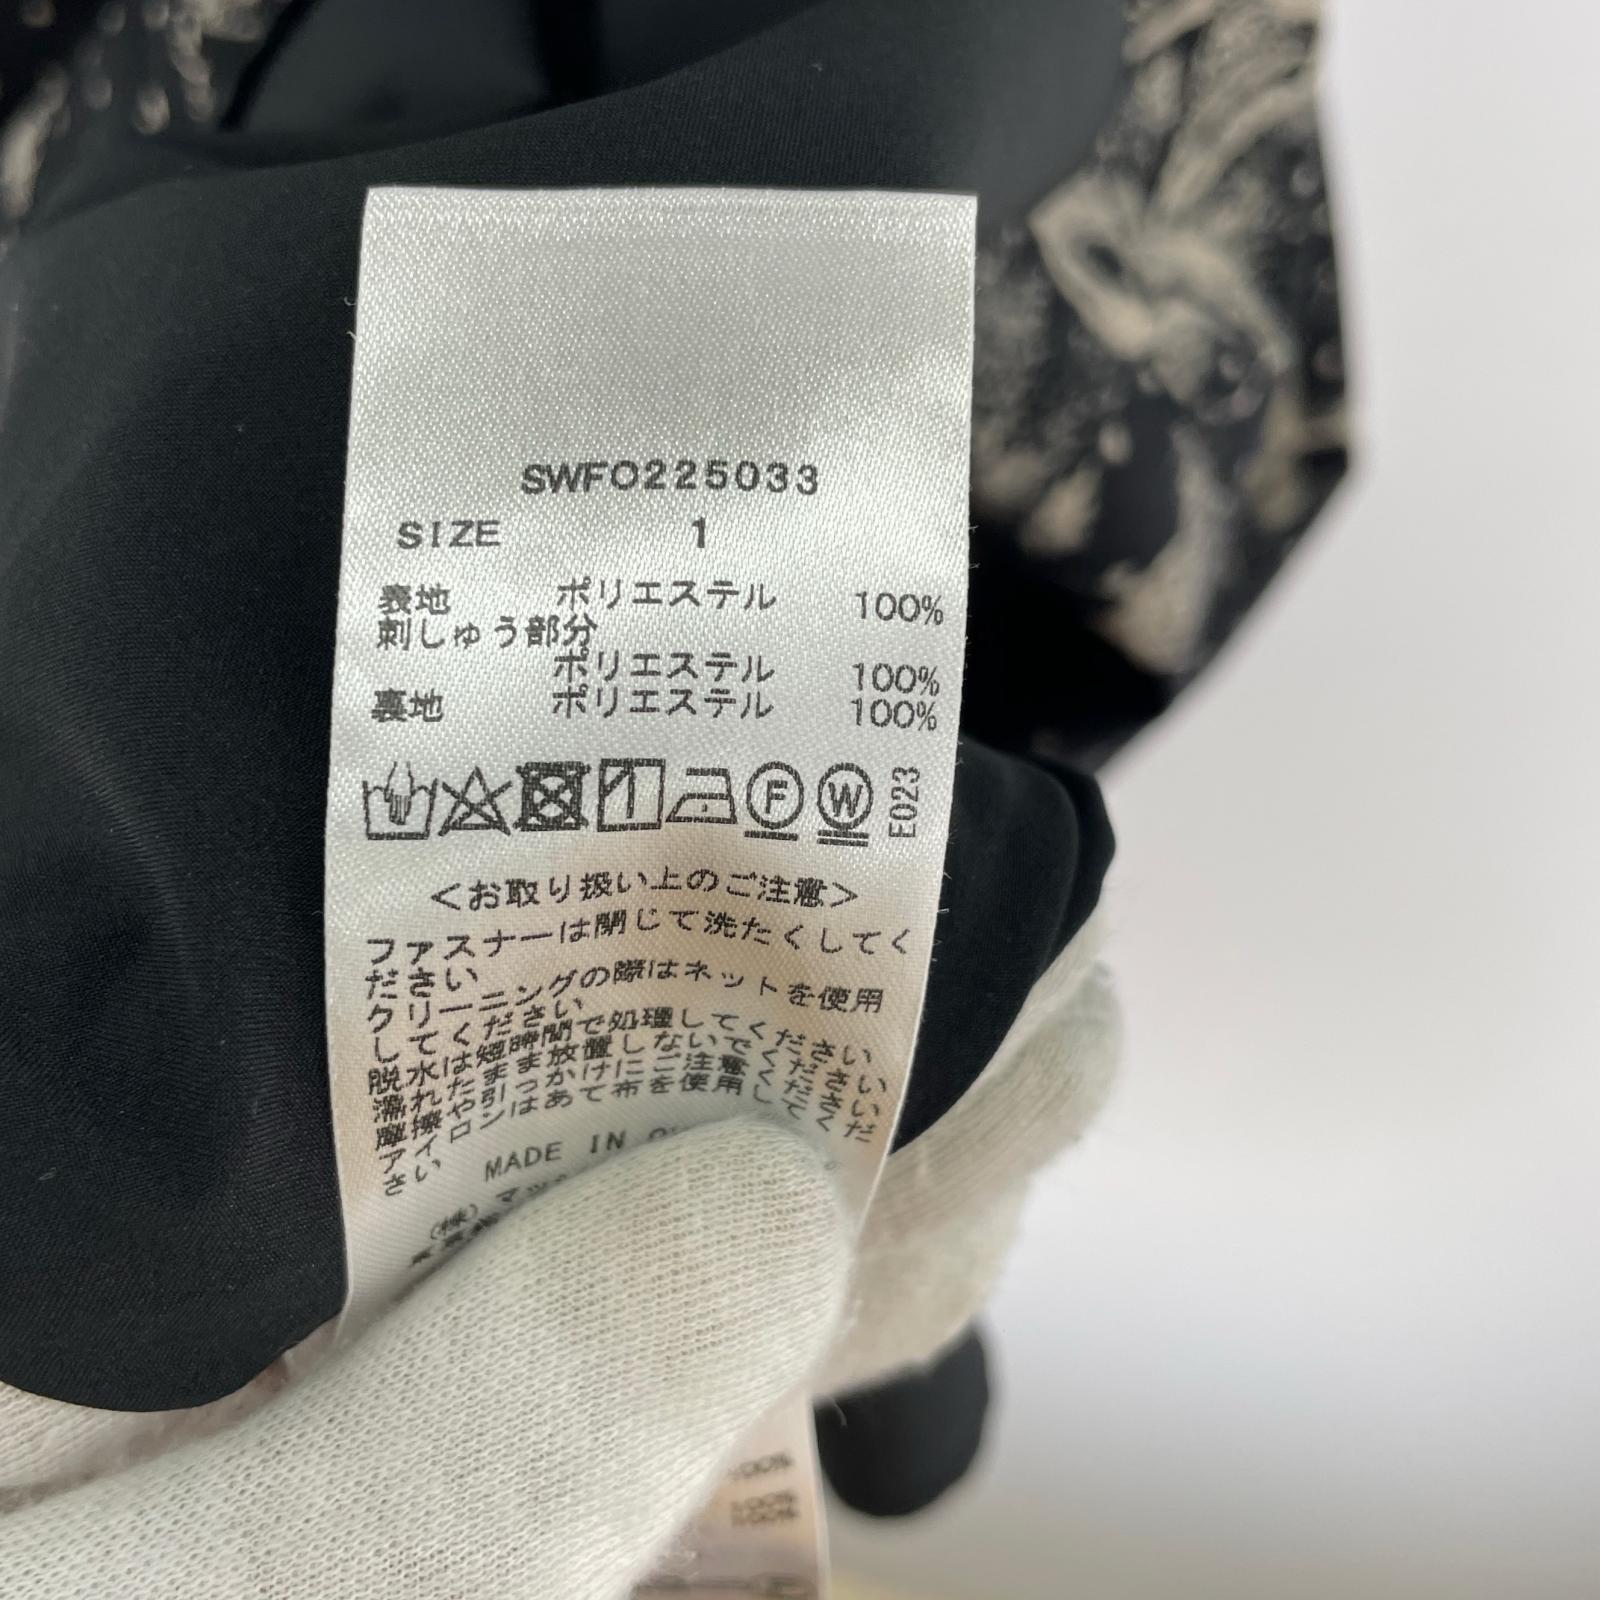 SWFO225033
SIZE 1
表地 ポリエステル 100%
刺しゅう部分
ポリエステル 100%
裏地 ポリエステル 100%
F W E023
<お取り扱い上のご注意>
ファスナーは閉じて洗たくしてく
ださい
クリーニングの際はネットを使用
してください
脱水は短時間で処理してください
濡れたまま放置しないでください
摩擦や引っかけにご注意ください
アイロンはあて布を使用してくだ
さい
MADE IN
(株) マッ
100%
100%
100%